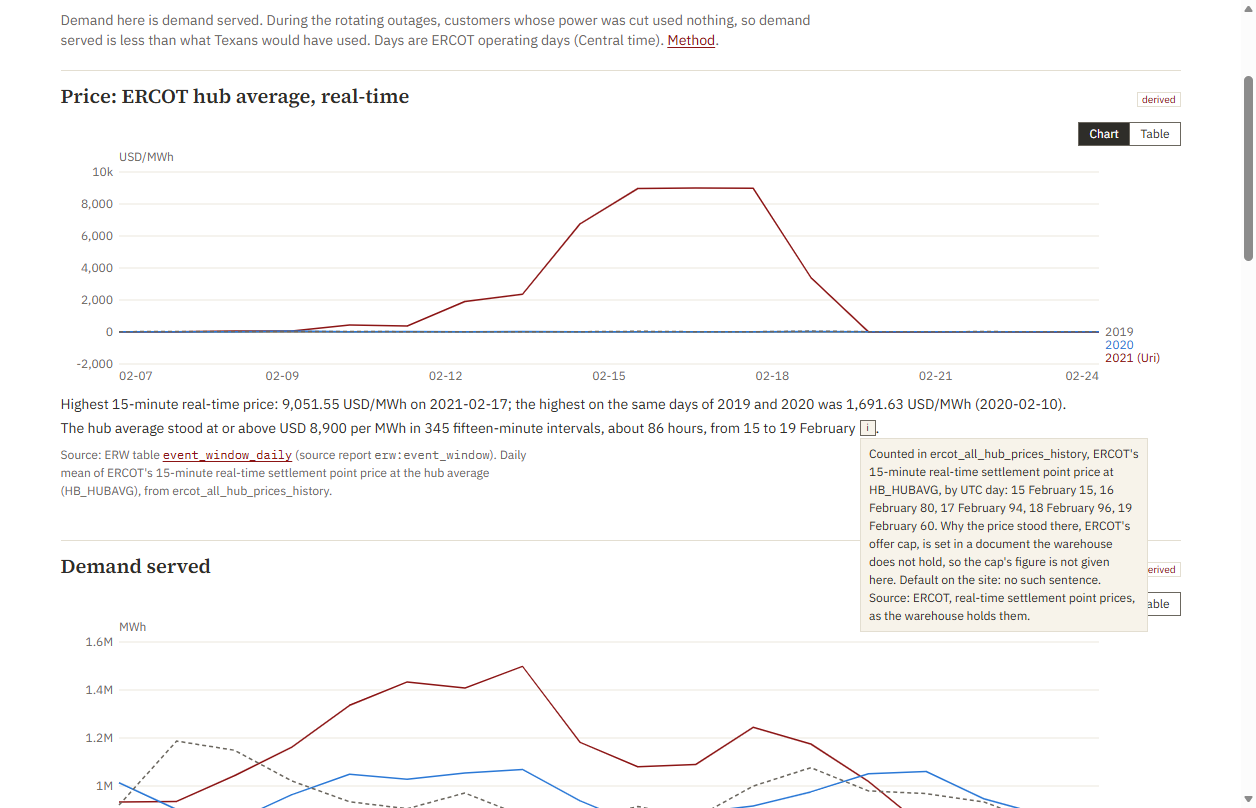 Demand here is demand served. During the rotating outages, customers whose power was cut used nothing, so demand
served is less than what Texans would have used. Days are ERCOT operating days (Central time). Method.
Price: ERCOT hub average, real-time
derived
Chart
Table
USD/MWh
10k
8,000
6,000
4,000
2,000
0
-2,000
2019
2020
2021 (Uri)
02-07
02-09
02-12
02-15
02-18
02-21
02-24
Highest 15-minute real-time price: 9,051.55 USD/MWh on 2021-02-17; the highest on the same days of 2019 and 2020 was 1,691.63 USD/MWh (2020-02-10).
The hub average stood at or above USD 8,900 per MWh in 345 fifteen-minute intervals, about 86 hours, from 15 to 19 February i.
Source: ERW table event_window_daily (source report erw:event_window). Daily
mean of ERCOT's 15-minute real-time settlement point price at the hub average
(HB_HUBAVG), from ercot_all_hub_prices_history.
Counted in ercot_all_hub_prices_history, ERCOT's
15-minute real-time settlement point price at
HB_HUBAVG, by UTC day: 15 February 15, 16
February 80, 17 February 94, 18 February 96, 19
February 60. Why the price stood there, ERCOT's
offer cap, is set in a document the warehouse
does not hold, so the cap's figure is not given
here. Default on the site: no such sentence.
Source: ERCOT, real-time settlement point prices,
as the warehouse holds them.
Demand served
erived
able
MWh
1.6M
1.4M
1.2M
1M